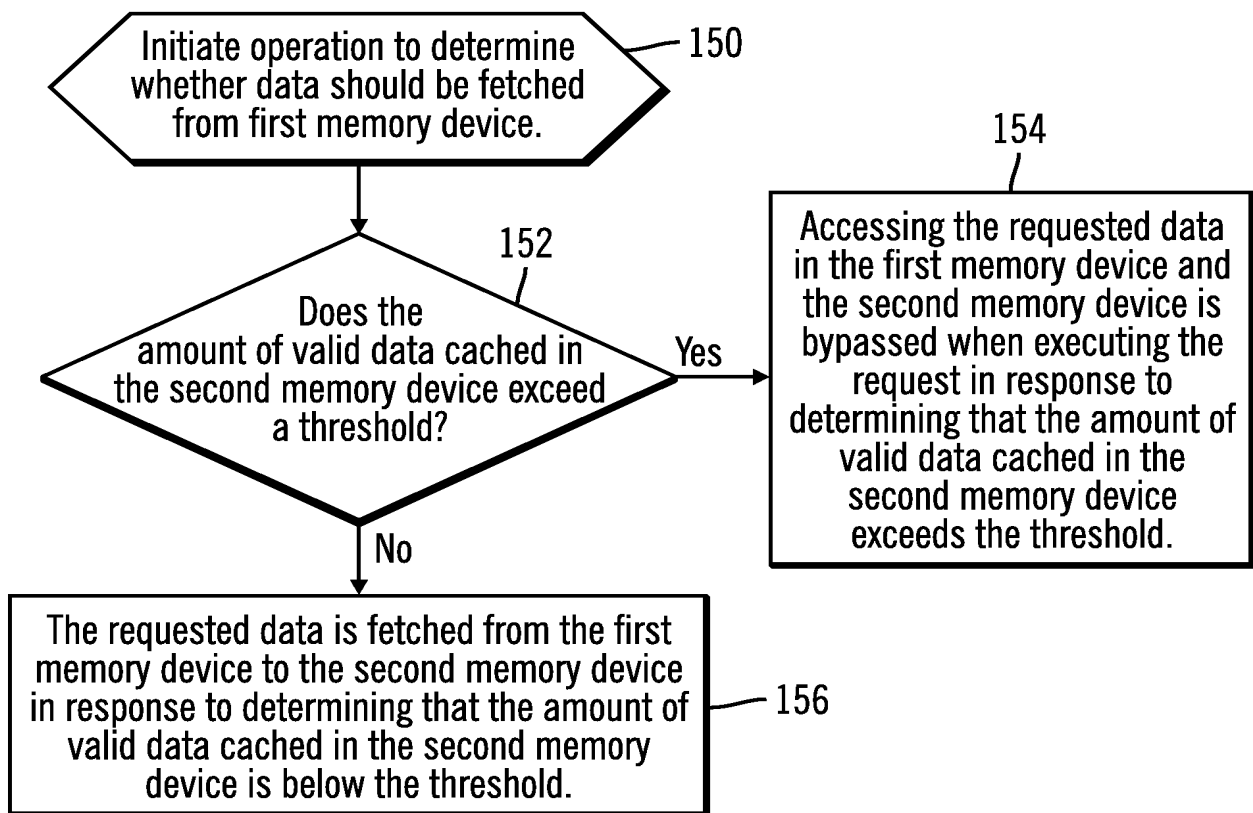 Initiate operation to determine
whether data should be fetched
from first memory device.
150
154
152
Does the
amount of valid data cached in
the second memory device exceed
a threshold?
Yes
Accessing the requested data
in the first memory device and
the second memory device is
bypassed when executing the
request in response to
determining that the amount of
valid data cached in the
second memory device
exceeds the threshold.
No
The requested data is fetched from the first
memory device to the second memory device
in response to determining that the amount of
valid data cached in the second memory
device is below the threshold.
156